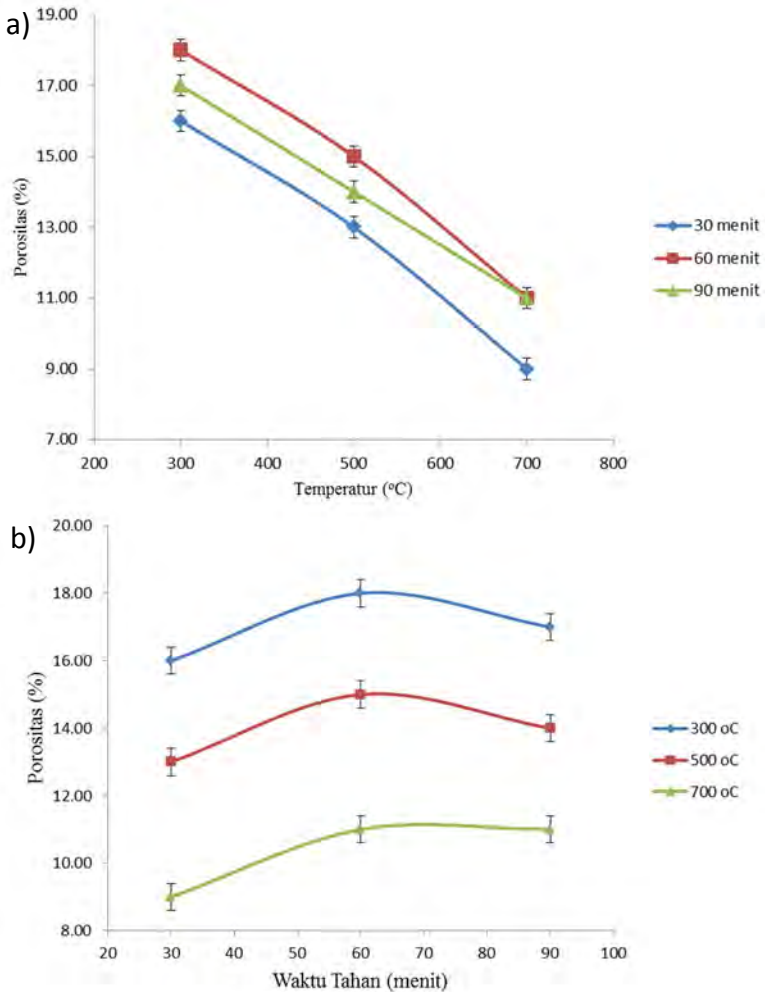 a)
19.00
17.00
15.00
13.00
11.00
9.00
7.00
Porositas (%)
200 300 400 500 600 700 800
Temperatur (°C)
30 menit
60 menit
90 menit
b)
20.00
18.00
16.00
14.00
12.00
10.00
8.00
Porositas (%)
20 30 40 50 60 70 80 90 100
Waktu Tahan (menit)
300 oC
500 oC
700 oC